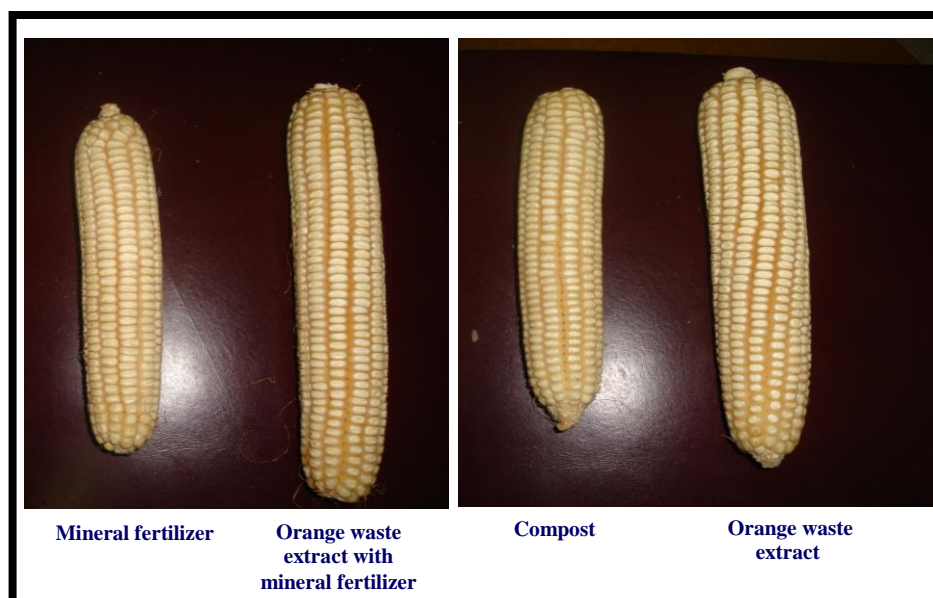 Mineral fertilizer
Orange waste
extract with
mineral fertilizer
Compost
Orange waste
extract